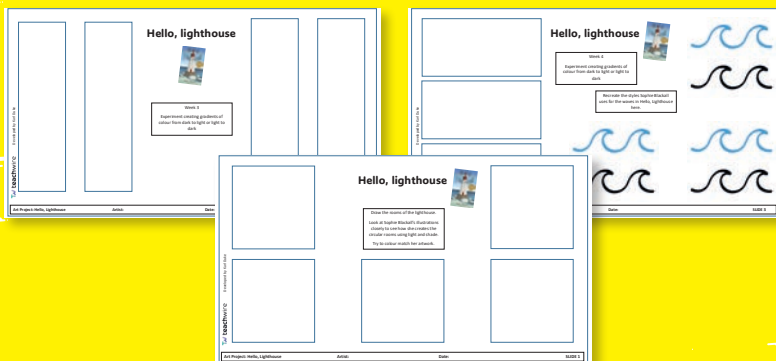 Hello, lighthouse
Week 3
Experiment creating gradients of
colour from dark to light or light to
dark
teachwire
Art Project: Hello, Lighthouse
Artist:
Date:
Hello, lighthouse
Week 4
Experiment creating gradients of
colour from dark to light or light to
dark
Recreate the styles Sophie Blackall
uses for the waves in Hello, Lighthouse
here.
Date:
SLIDE 3
Hello, lighthouse
Draw the rooms of the lighthouse.
Look at Sophie Blackall's illustrations
closely to see how she creates the
circular rooms using light and shade.
Try to colour match her artwork.
teachwire
Art Project: Hello, Lighthouse
Artist:
Date:
SLIDE 1